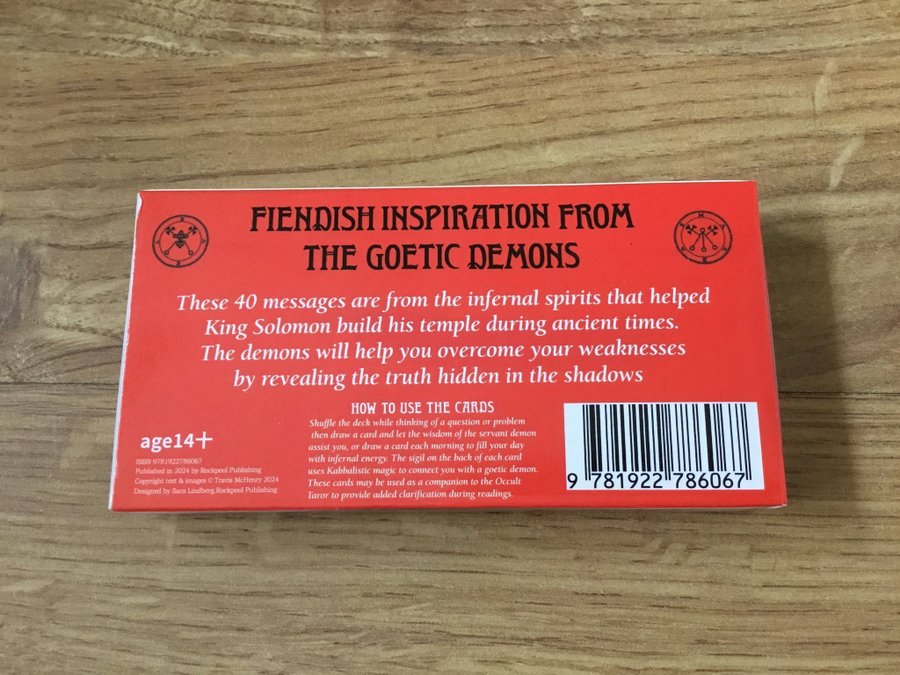 FIENDISH INSPIRATION FROM
THE GOETIC DEMONS
These 40 messages are from the infernal spirits that helped
King Solomon build his temple during ancient times.
The demons will help you overcome your weaknesses
by revealing the truth hidden in the shadows
HOW TO USE THE CARDS
Shuffle the deck while thinking of a question or problem
then draw a card and let the wisdom of the servant demon
assist you, or draw a card each morning to fill your day
with infernal energy. The sigil on the back of each card
uses Kabbalistic magic to connect you with a goetic demon.
These cards may be used as a companion to the Occult
Taror to provide added clarification during readings.
age14+
ISBN 9781922786067
Published in 2024 by Rockpool Publishing
Copyright text & images © Travis McHenry 2024
Designed by Sara Lindberg, Rockpool Publishing
9 781922 786067